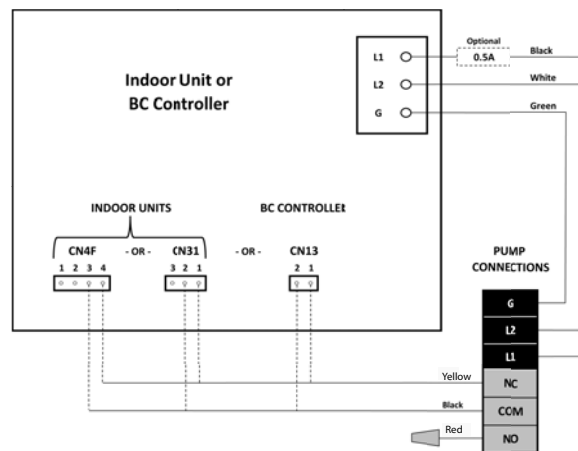 Optional
L1
0.5A
Black
Indoor Unit or
BC Controller
L2
White
G
Green
INDOOR UNITS
BC CONTROLLER
CN4F
- OR -
CN31
- OR -
CN13
1 2 3 4
3 2 1
2 1
PUMP
CONNECTIONS
G
L2
L1
Yellow
NC
Black
COM
Red
NO